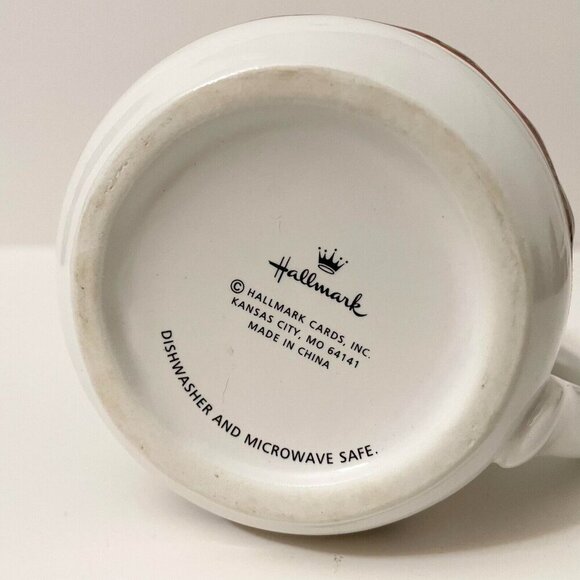 Hallmark
© HALLMARK CARDS, INC.
KANSAS CITY, MO 64141
MADE IN CHINA
DISHWASHER AND MICROWAVE SAFE.